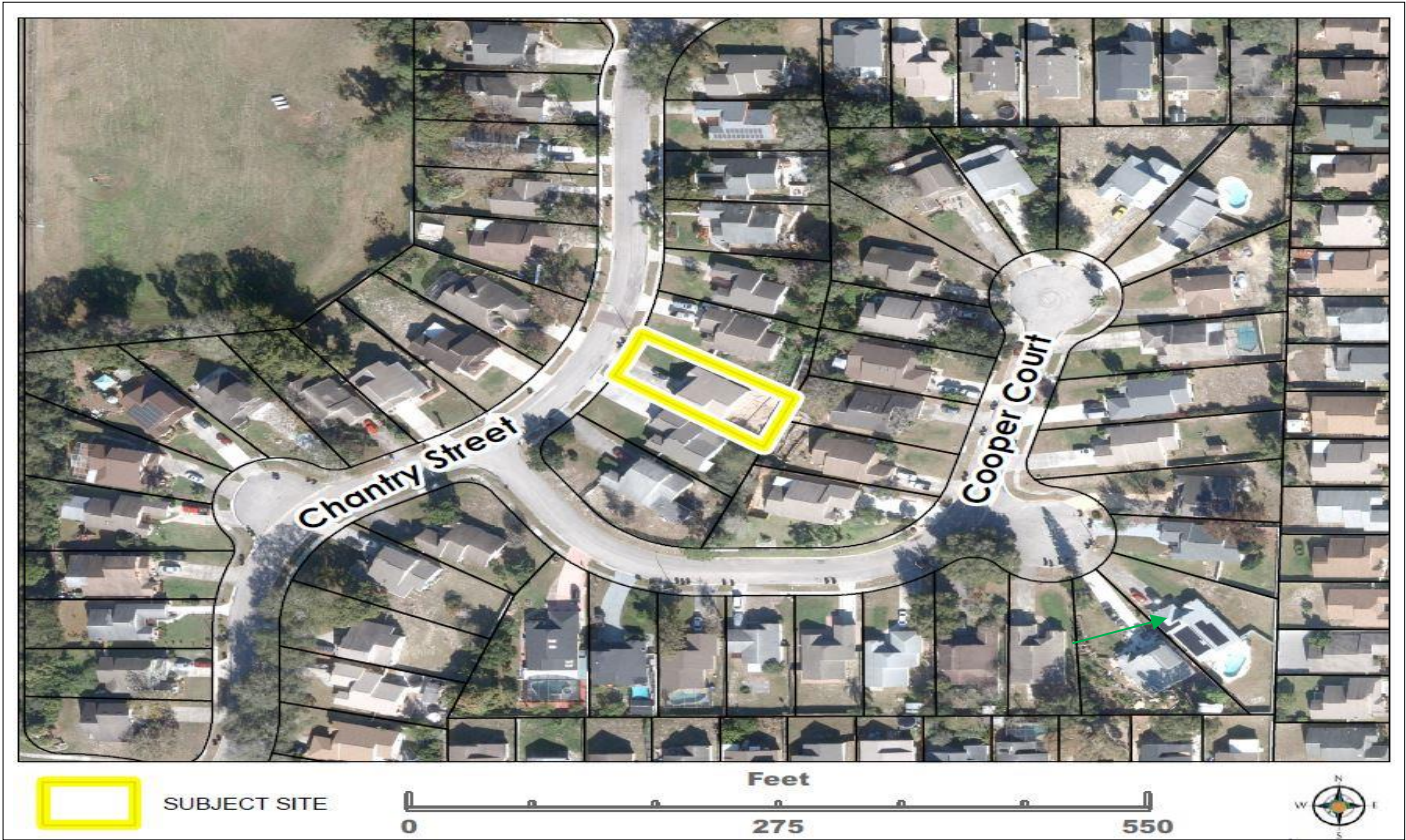 Chantry Street
Cooper Court
SUBJECT SITE
Feet
0 275 550
N
W E
S